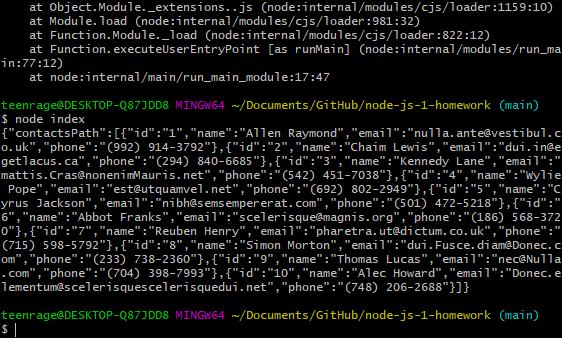 at Object.Module._extensions..js (node:internal/modules/cjs/loader:1159:10)
at Module.load (node:internal/modules/cjs/loader:981:32)
at Function.Module._load (node:internal/modules/cjs/loader:822:12)
at Function.executeUserEntryPoint [as runMain] (node:internal/modules/run_ma
in:77:12)
at node:internal/main/run_main_module:17:47
teenrage@DESKTOP-Q87JDD8 MINGW64 ~/Documents/GitHub/node-js-1-homework (main)
$ node index
{"contactsPath":[{"id":"1","name":"Allen Raymond","email":"nulla.ante@vestibul.c
o.uk","phone":"(992) 914-3792"},{"id":"2","name":"Chaim Lewis","email":"dui.in@e
getlacus.ca","phone":"(294) 840-6685"},{"id":"3","name":"Kennedy Lane","email":"
mattis.Cras@nonenimMauris.net","phone":"(542) 451-7038"},{"id":"4","name":"Wylie
Pope","email":"est@utquamvel.net","phone":"(692) 802-2949"},{"id":"5","name":"C
yrus Jackson","email":"nibh@semsempererat.com","phone":"(501) 472-5218"},{"id":"
6","name":"Abbot Franks","email":"scelerisque@magnis.org","phone":"(186) 568-372
0"},{"id":"7","name":"Reuben Henry","email":"pharetra.ut@dictum.co.uk","phone":"
(715) 598-5792"},{"id":"8","name":"Simon Morton","email":"dui.Fusce.diam@Donec.c
om","phone":"(233) 738-2360"},{"id":"9","name":"Thomas Lucas","email":"nec@Nulla
.com","phone":"(704) 398-7993"},{"id":"10","name":"Alec Howard","email":"Donec.e
lementum@scelerisquescelerisquedui.net","phone":"(748) 206-2688"}]}
teenrage@DESKTOP-Q87JDD8 MINGW64 ~/Documents/GitHub/node-js-1-homework (main)
$